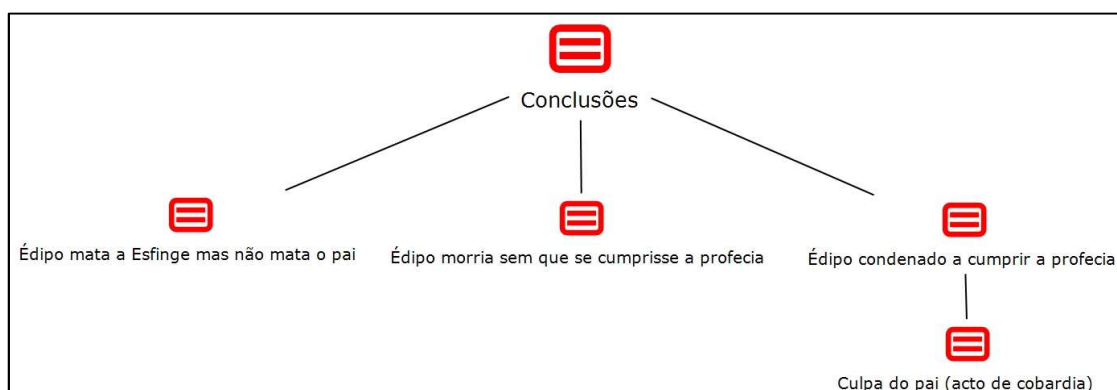 Conclusões
Édipo mata a Esfinge mas não mata o pai
Édipo morria sem que se cumprisse a profecia
Édipo condenado a cumprir a profecia
Culpa do pai (acto de cobardia)